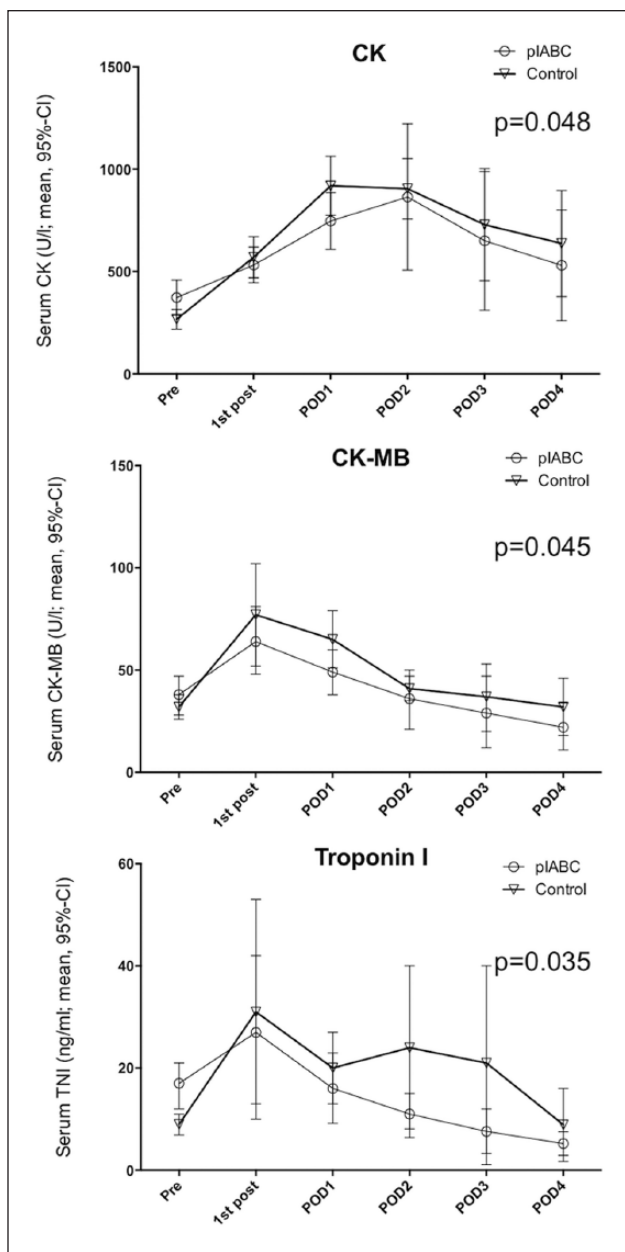 CK
pIABC
Control
p=0.048
Serum CK (U/l; mean, 95%-CI)
1500
1000
500
0
Pre
1st post
POD1
POD2
POD3
POD4
CK-MB
pIABC
Control
p=0.045
Serum CK-MB (U/l; mean, 95%-CI)
150
100
50
0
Pre
1st post
POD1
POD2
POD3
POD4
Troponin I
pIABC
Control
p=0.035
Serum TNI (ng/ml; mean, 95%-CI)
60
40
20
0
Pre
1st post
POD1
POD2
POD3
POD4